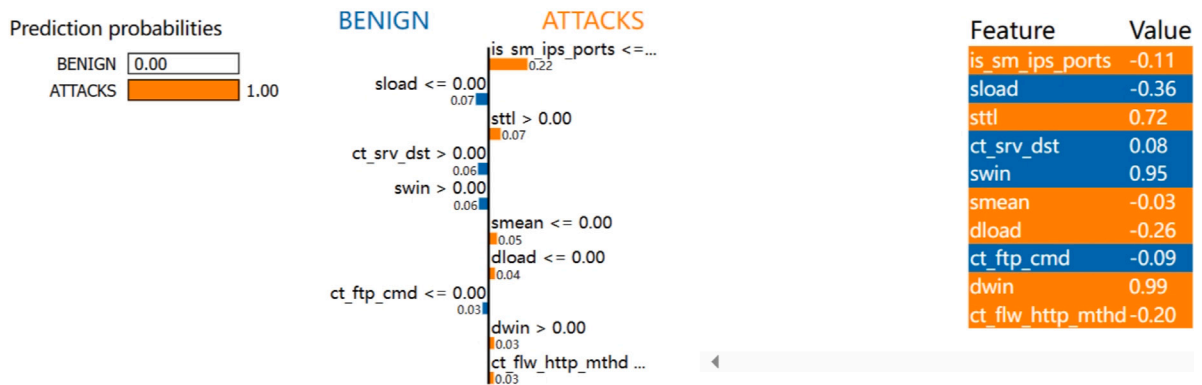 Prediction probabilities
BENIGN 0.00
ATTACKS 1.00
BENIGN ATTACKS
is_sm_ips_ports <=...
0.22
sload <= 0.00
0.07
sttl > 0.00
0.07
ct_srv_dst > 0.00
0.06
swin > 0.00
0.06
smean <= 0.00
0.05
dload <= 0.00
0.04
ct_ftp_cmd <= 0.00
0.03
dwin > 0.00
0.03
ct_flw_http_mthd ...
0.03
Feature Value
is_sm_ips_ports -0.11
sload -0.36
sttl 0.72
ct_srv_dst 0.08
swin 0.95
smean -0.03
dload -0.26
ct_ftp_cmd -0.09
dwin 0.99
ct_flw_http_mthd -0.20